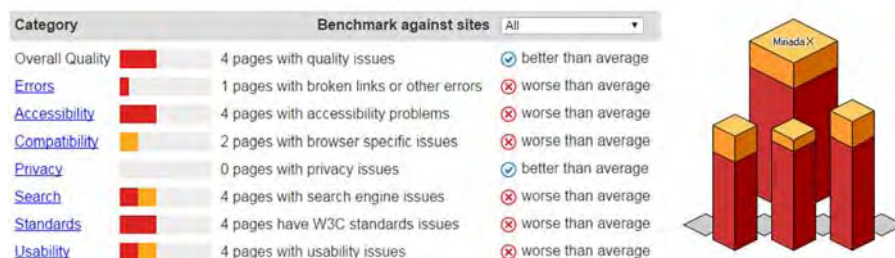 Category Benchmark against sites All
Overall Quality 4 pages with quality issues better than average
Errors 1 pages with broken links or other errors worse than average
Accessibility 4 pages with accessibility problems worse than average
Compatibility 2 pages with browser specific issues worse than average
Privacy 0 pages with privacy issues better than average
Search 4 pages with search engine issues worse than average
Standards 4 pages have W3C standards issues worse than average
Usability 4 pages with usability issues worse than average
Miriada X